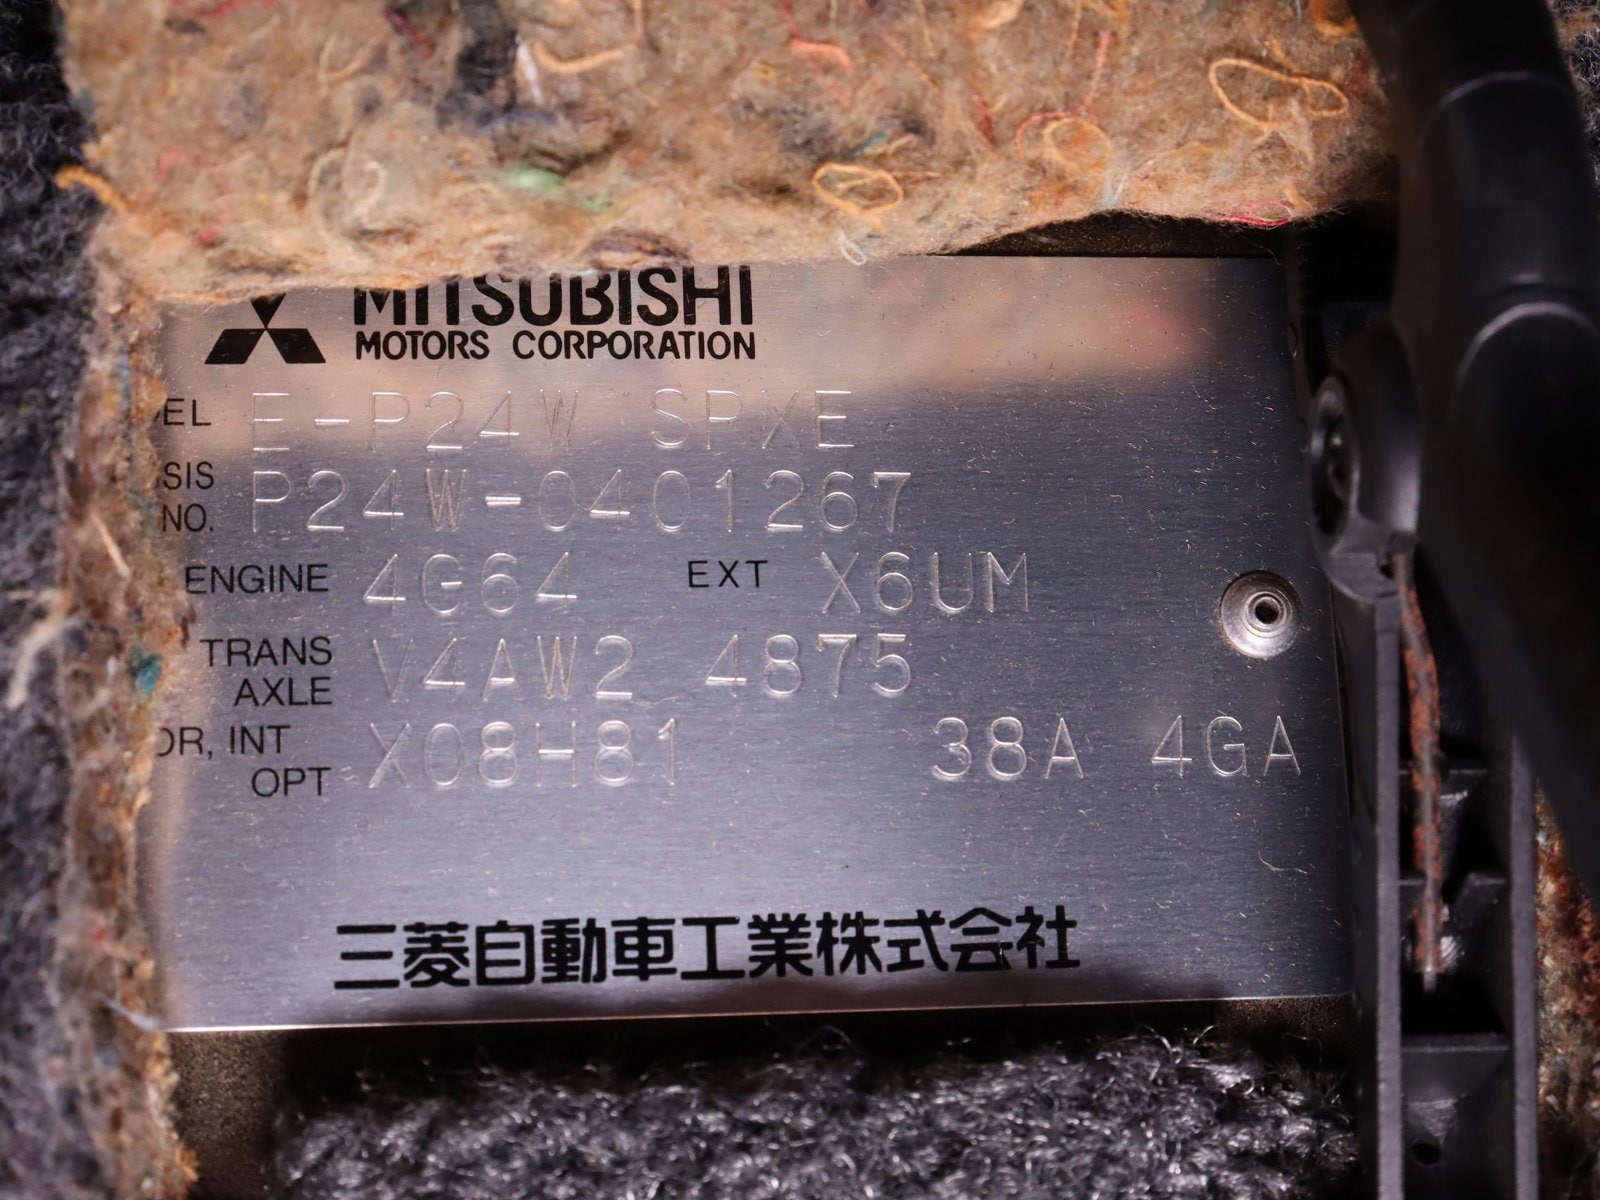 MITSUBISHI
MOTORS CORPORATION
EL E-P24W SPXE
SIS
NO. P24W-0401267
ENGINE 4G64 EXT X6UM
TRANS
AXLE V4AW2 4875
OR, INT
OPT X08H81 38A 4GA
三菱自動車工業株式会社